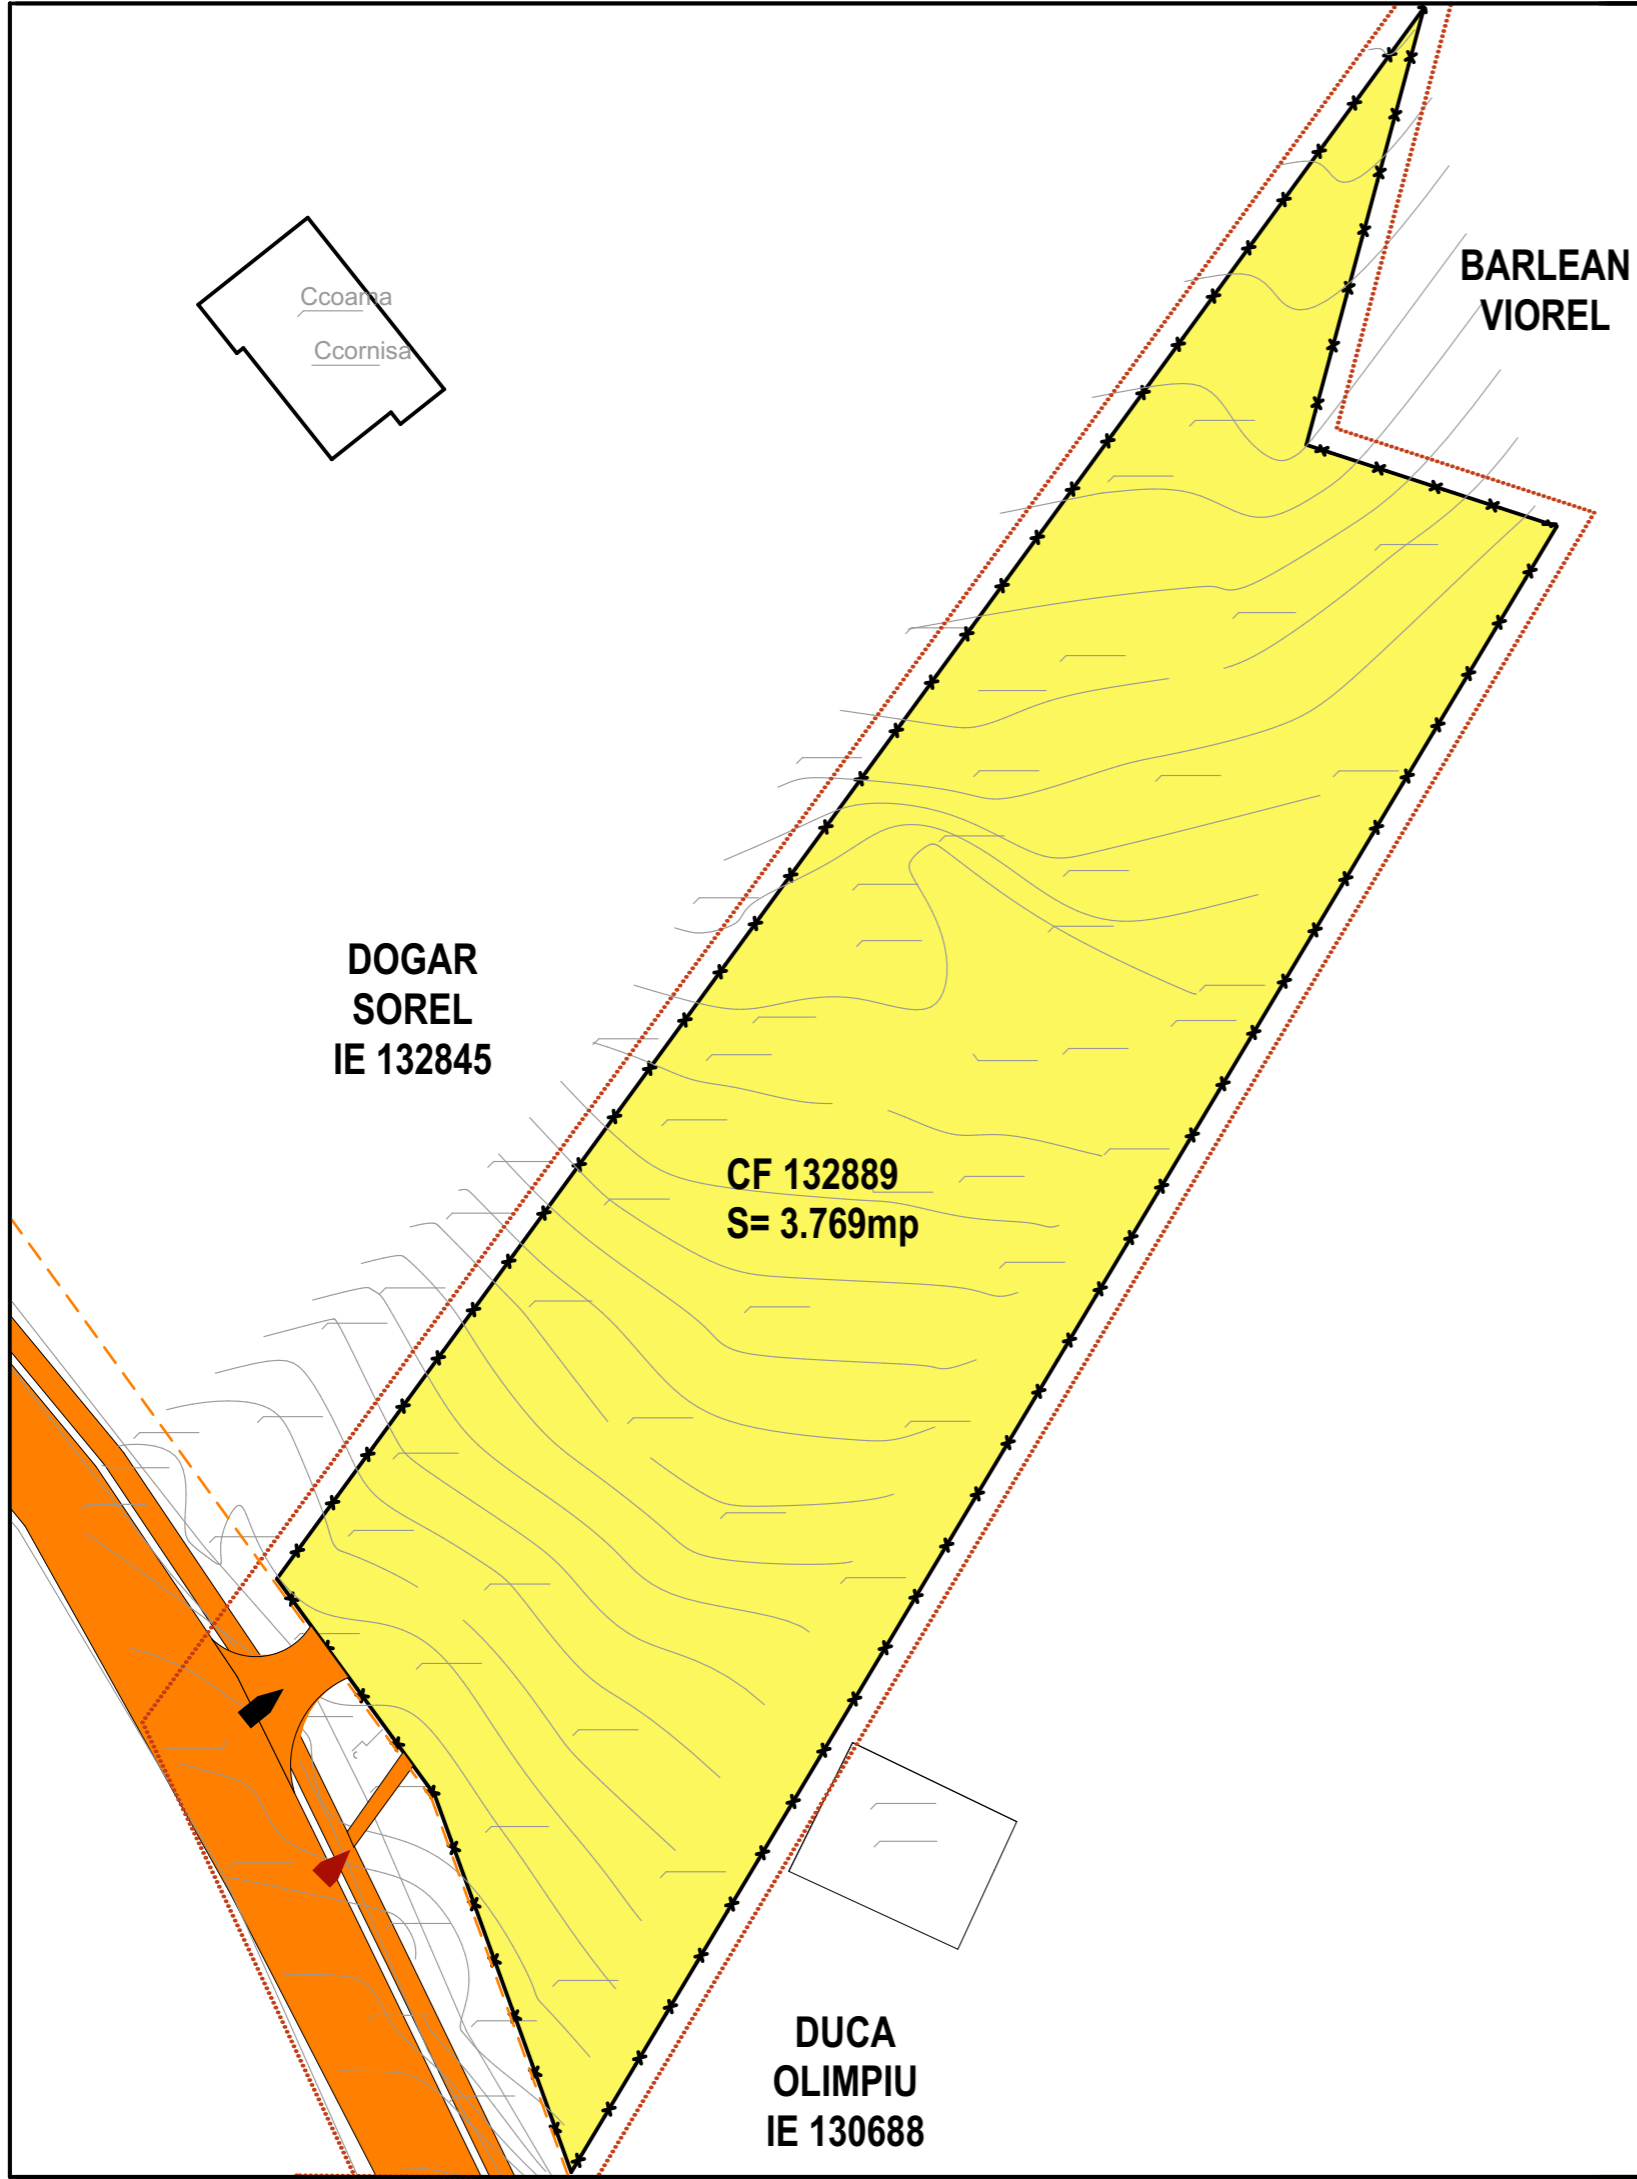 Ccoama
Ccornisa
BARLEAN
VIOREL
DOGAR
SOREL
IE 132845
CF 132889
S= 3.769mp
DUCA
OLIMPIU
IE 130688